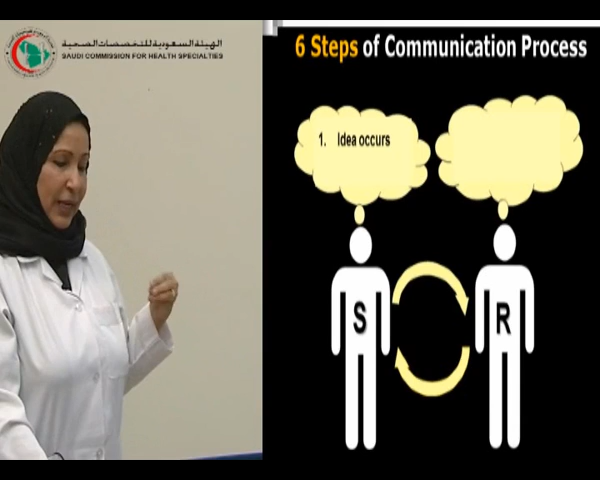 الهيئة السعودية للتخصصات الصحية
SAUDI COMMISSION FOR HEALTH SPECIALTIES
6 Steps of Communication Process
1. Idea occurs
S
R